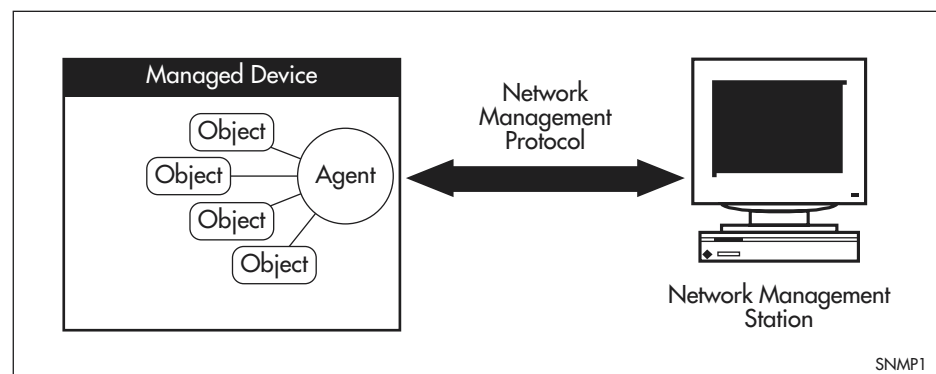 Managed Device
Object
Object
Object
Object
Agent
Network
Management
Protocol
Network Management
Station
SNMP1